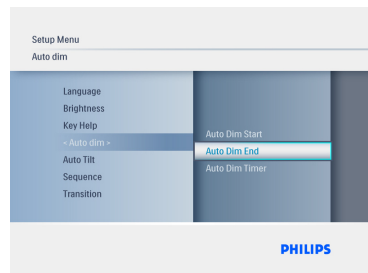 Setup Menu
Auto dim
Language
Brightness
Key Help
« Auto dim »
Auto Tilt
Sequence
Transition
Auto Dim Start
Auto Dim End
Auto Dim Timer
PHILIPS